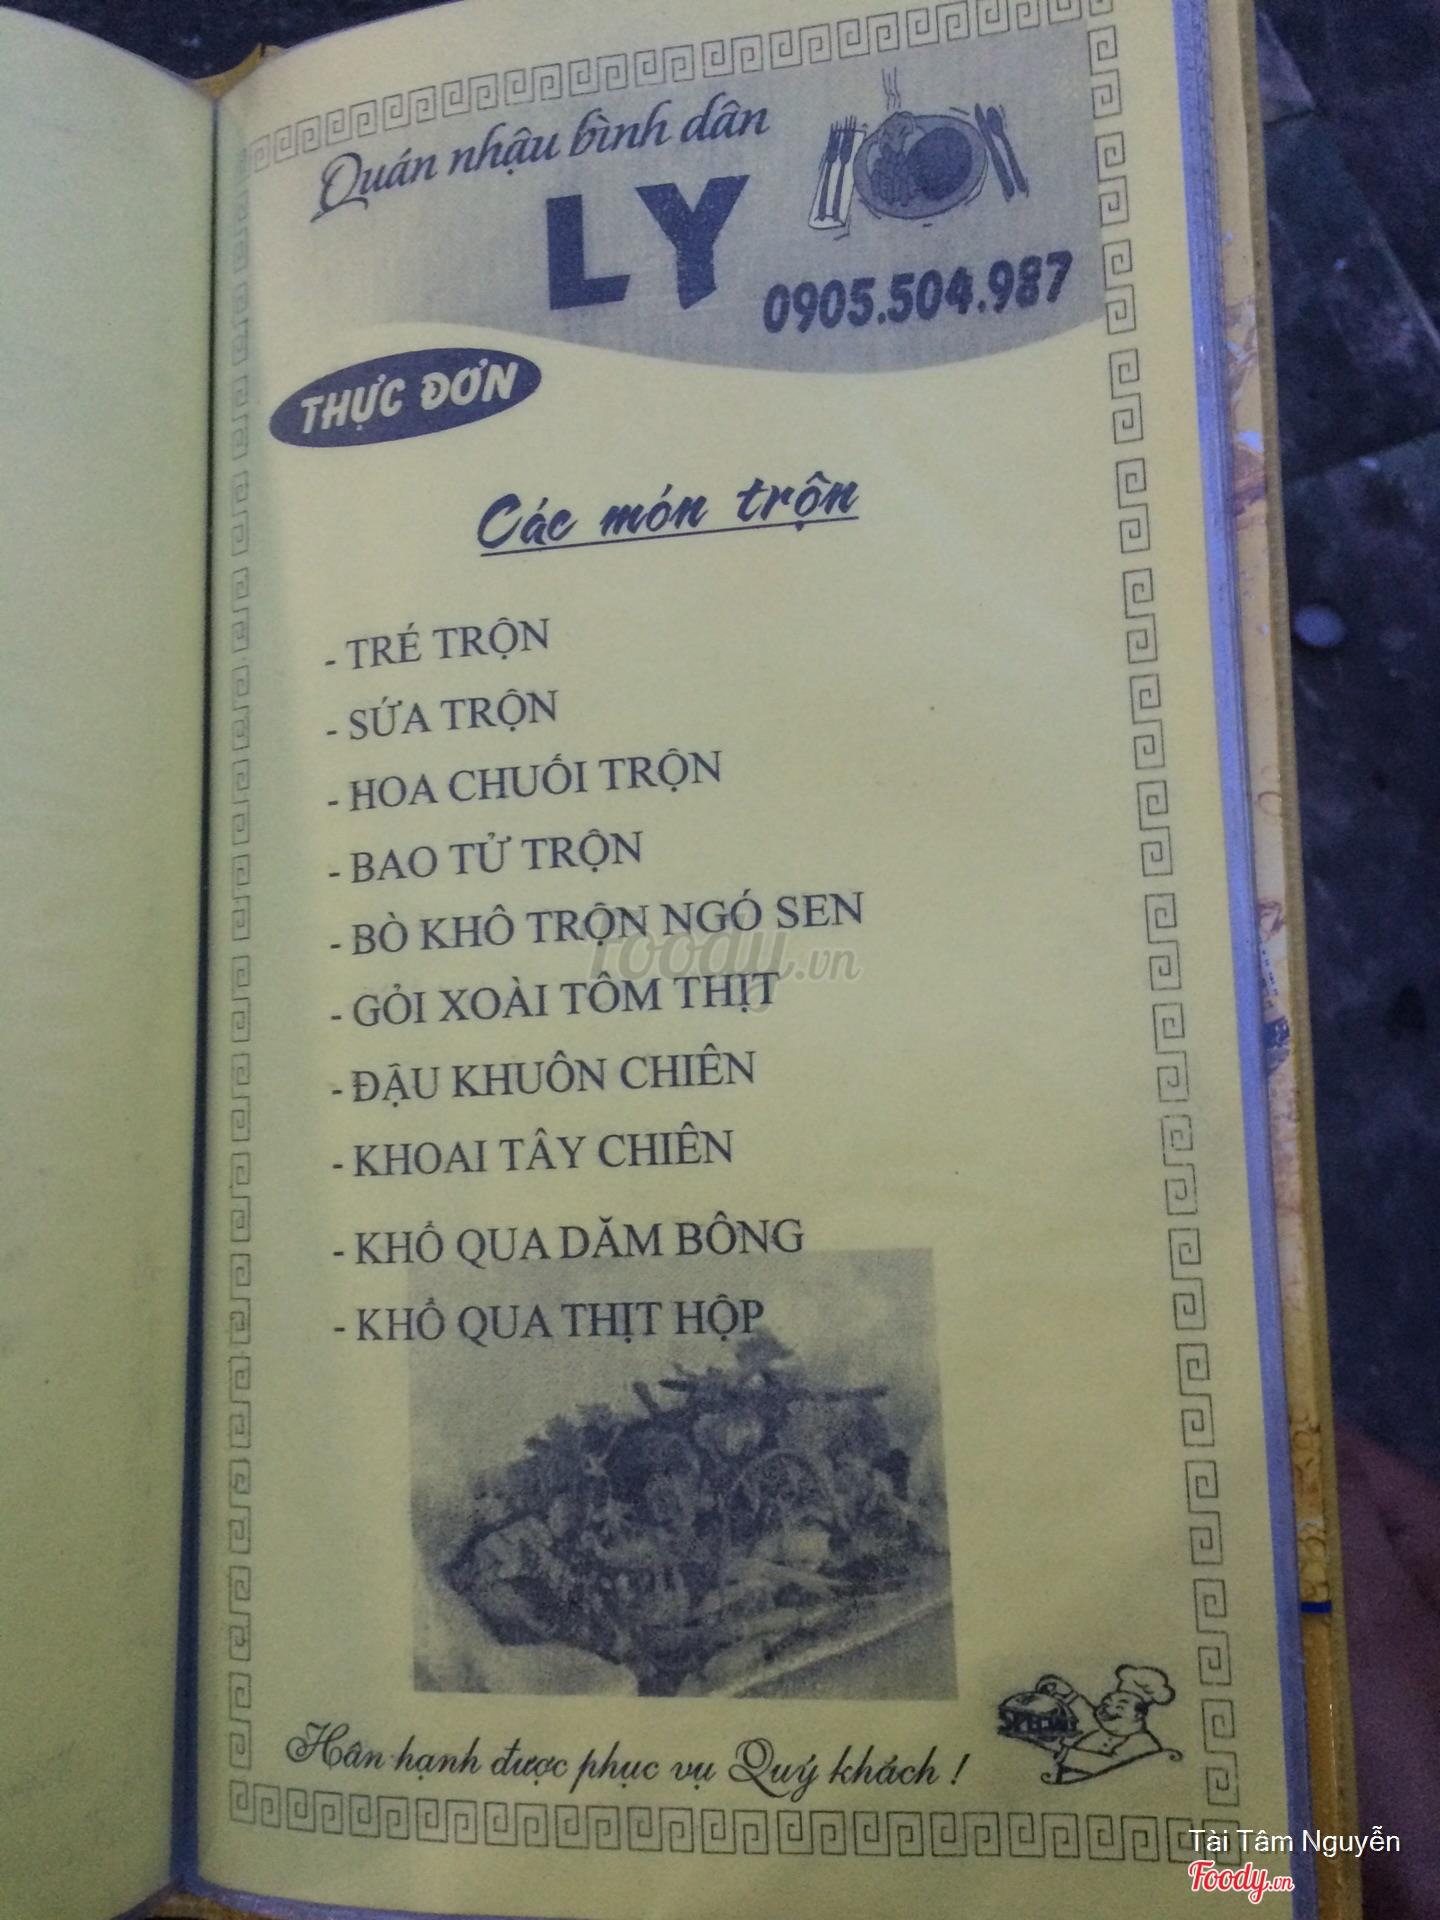 Quán nhậu bình dân
LY
0905.504.987
THỰC ĐƠN
Các món trộn
- TRÉ TRỘN
- SỨA TRỘN
- HOA CHUỐI TRỘN
- BAO TỬ TRỘN
- BÒ KHÔ TRỘN NGÓ SEN
foody.vn
- GỎI XOÀI TÔM THỊT
- ĐẬU KHUÔN CHIÊN
- KHOAI TÂY CHIÊN
- KHỔ QUA DĂM BÔNG
- KHỔ QUA THỊT HỘP
SPECIAL
Hân hạnh được phục vụ Quý khách !
Tài Tâm Nguyễn
Foody.vn